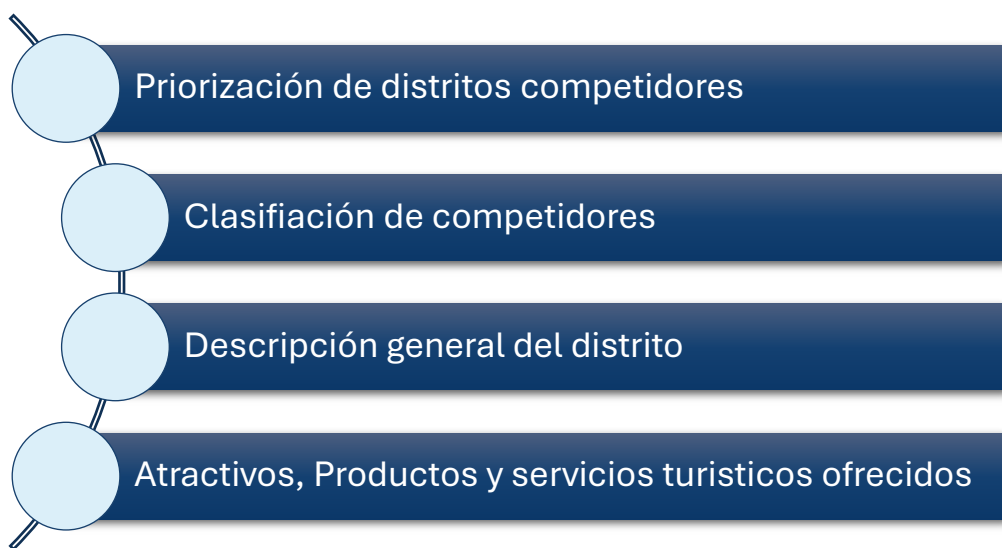 Priorización de distritos competidores
Clasifiación de competidores
Descripción general del distrito
Atractivos, Productos y servicios turisticos ofrecidos